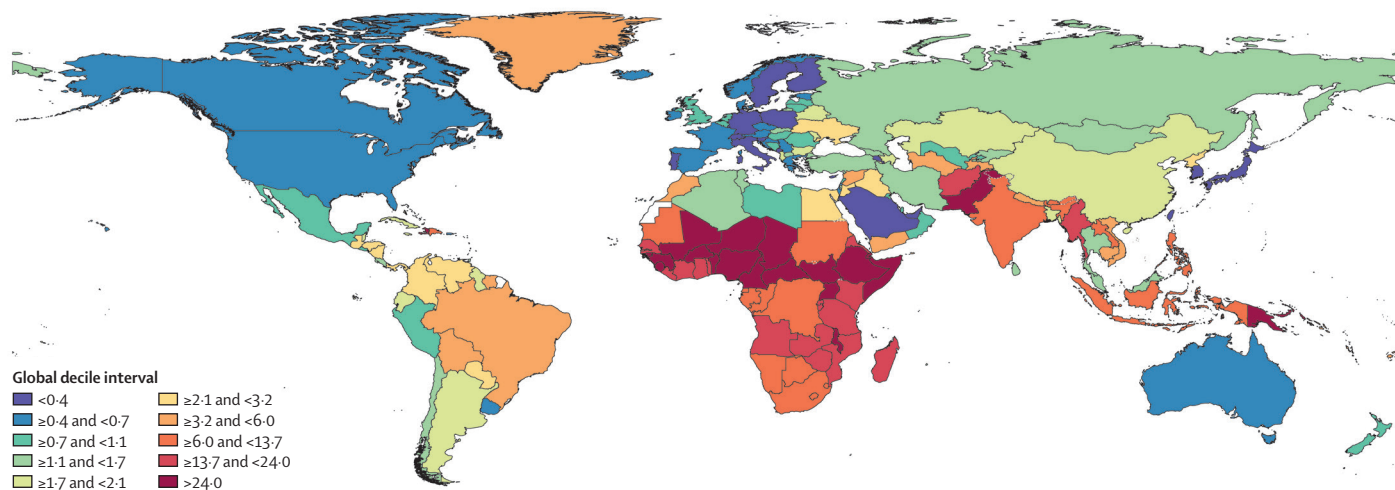 Global decile interval
<0·4
≥0·4 and <0·7
≥0·7 and <1·1
≥1·1 and <1·7
≥1·7 and <2·1
≥2·1 and <3·2
≥3·2 and <6·0
≥6·0 and <13·7
≥13·7 and <24·0
>24·0